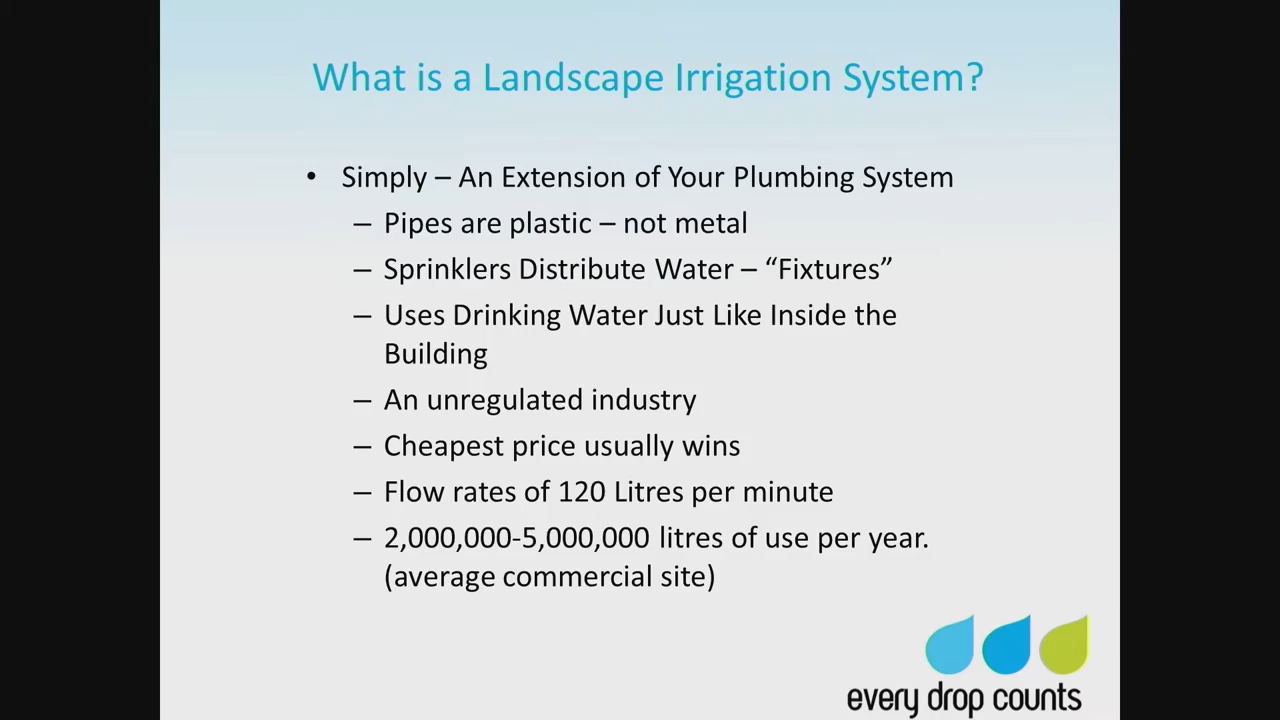 What is a Landscape Irrigation System?
• Simply – An Extension of Your Plumbing System
– Pipes are plastic – not metal
– Sprinklers Distribute Water – “Fixtures”
– Uses Drinking Water Just Like Inside the
Building
– An unregulated industry
– Cheapest price usually wins
– Flow rates of 120 Litres per minute
– 2,000,000-5,000,000 litres of use per year.
(average commercial site)
every drop counts